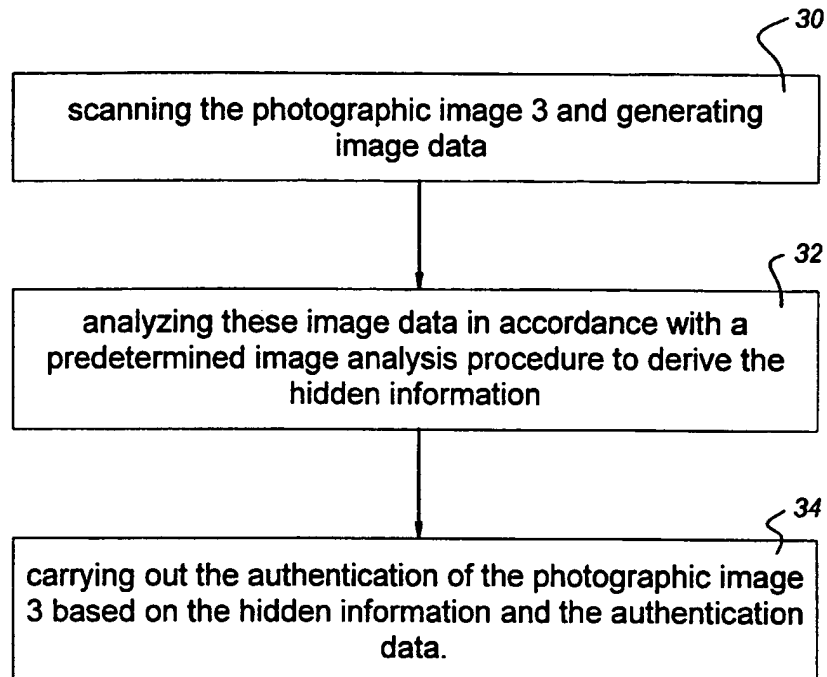 30
scanning the photographic image 3 and generating
image data
32
analyzing these image data in accordance with a
predetermined image analysis procedure to derive the
hidden information
34
carrying out the authentication of the photographic image
3 based on the hidden information and the authentication
data.